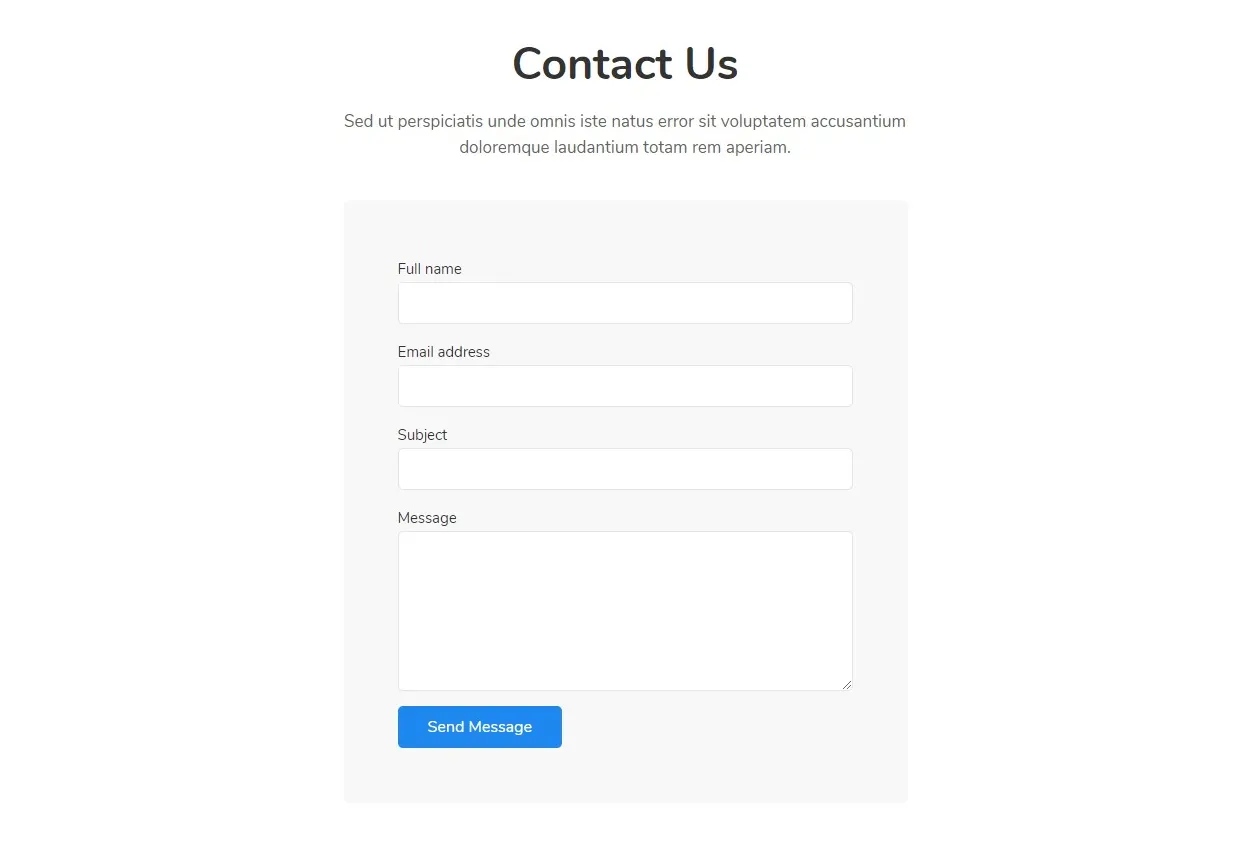 Contact Us
Sed ut perspiciatis unde omnis iste natus error sit voluptatem accusantium
doloremque laudantium totam rem aperiam.
Full name
Email address
Subject
Message
Send Message